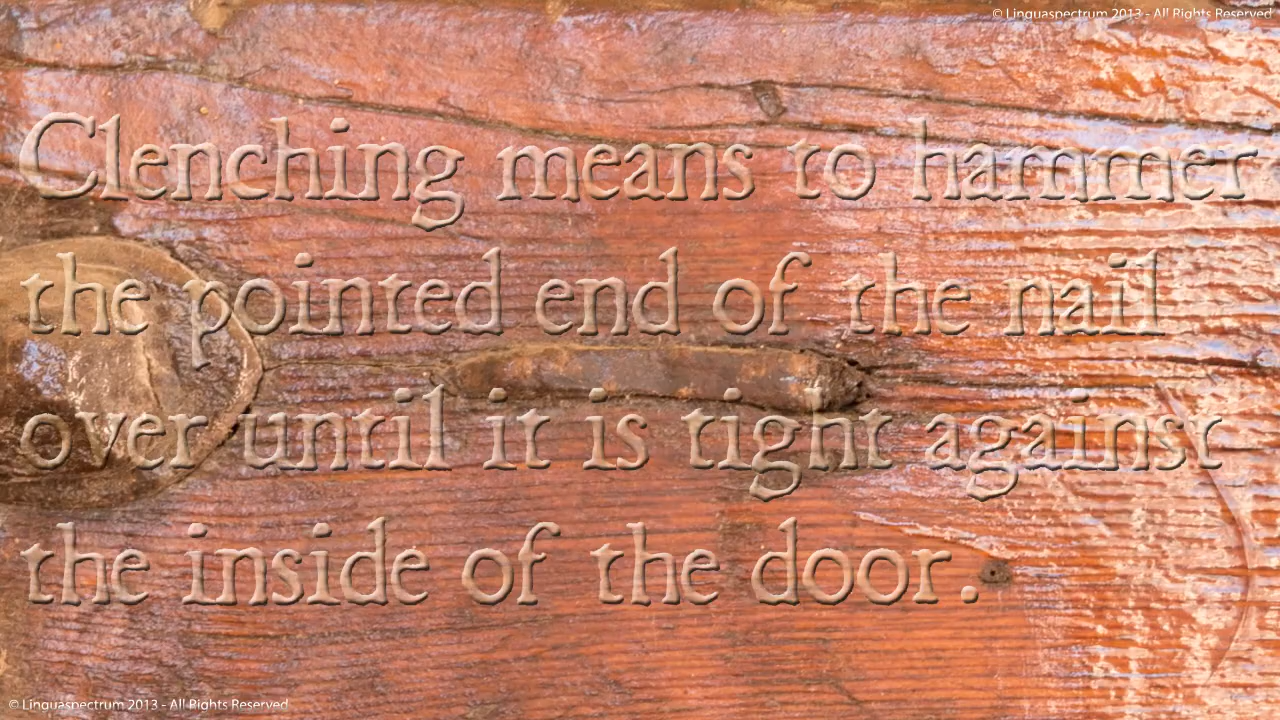 © Linguaspectrum 2013 - All Rights Reserved
Clenching means to hammer
the pointed end of the nail
over until it is tight against
the inside of the door.
© Linguaspectrum 2013 - All Rights Reserved